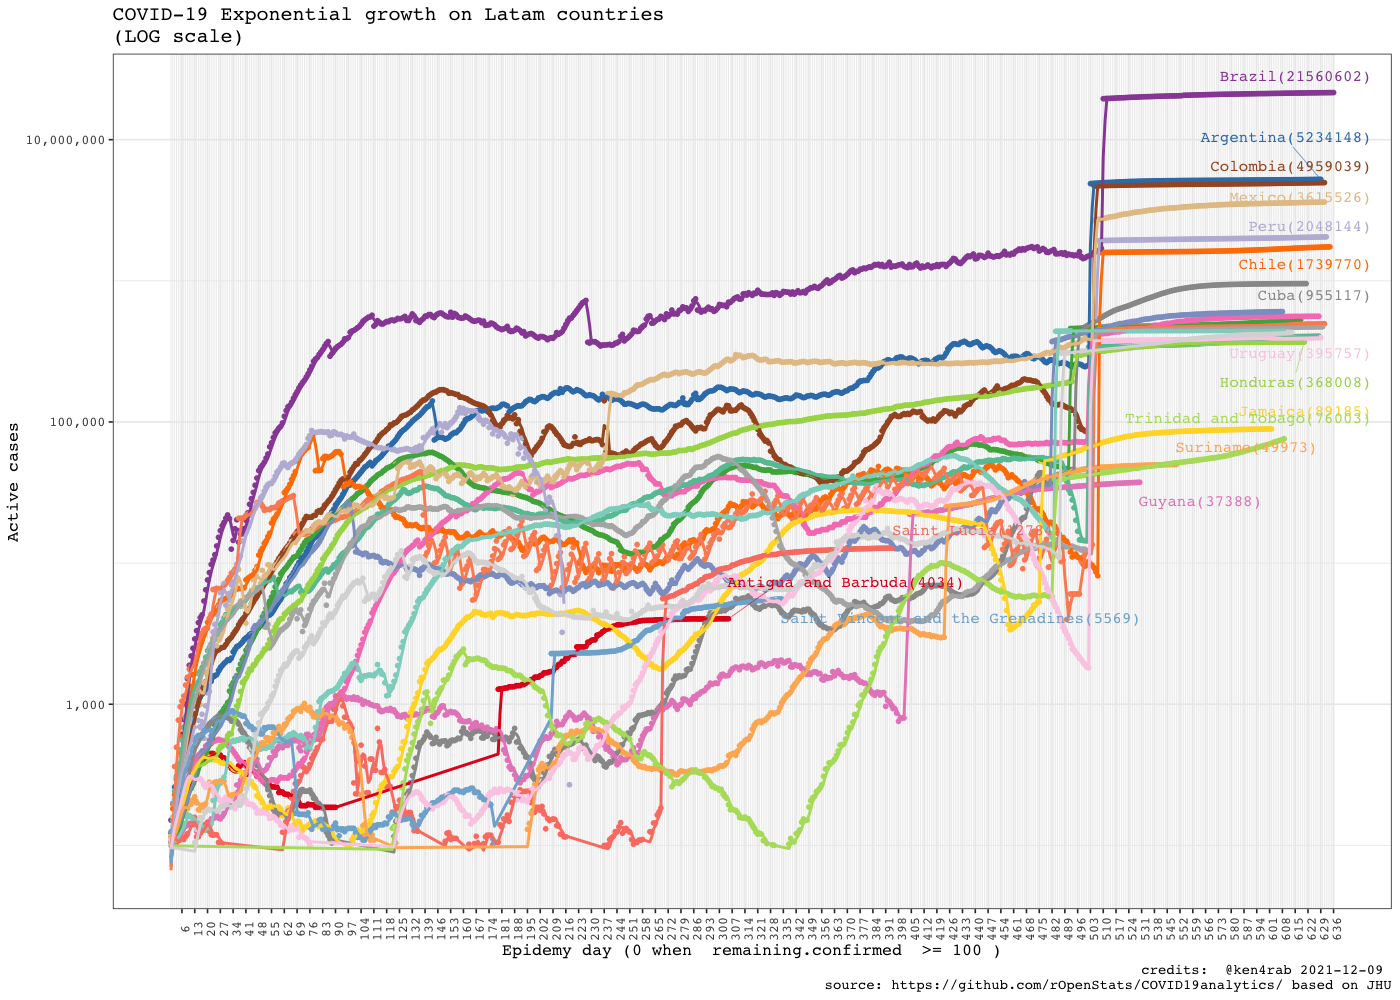 COVID-19 Exponential growth on Latam countries
(LOG scale)
Brazil(21560602)
10,000,000
Argentina(5234148)
Colombia(4959039)
Mexico(3615526)
Peru(2048144)
Chile(1739770)
Cuba(955117)
Uruguay(395757)
Honduras(368008)
Jamaica(89185)
100,000
Trinidad and Tobago(76003)
Suriname(49973)
Guyana(37388)
Active cases
Antigua and Barbuda(4034)
Saint Vincent and the Grenadines(5569)
1,000
6 13 20 27 34 41 48 55 62 69 76 83 90 97 104 111 118 125 132 139 146 153 160 167 174 181 188 195 202 209 216 223 230 237 244 251 258 265 272 279 286 293 300 307 314 321 328 335 342 349 356 363 370 377 384 391 398 405 412 419 426 433 440 447 454 461 468 475 482 489 496 503 510 517 524 531 538 545 552 559 566 573 580 587 594 601 608 615 622 629 636
Epidemy day (0 when remaining.confirmed >= 100 )
credits: @ken4rab 2021-12-09
source: https://github.com/rOpenStats/COVID19analytics/ based on JHU